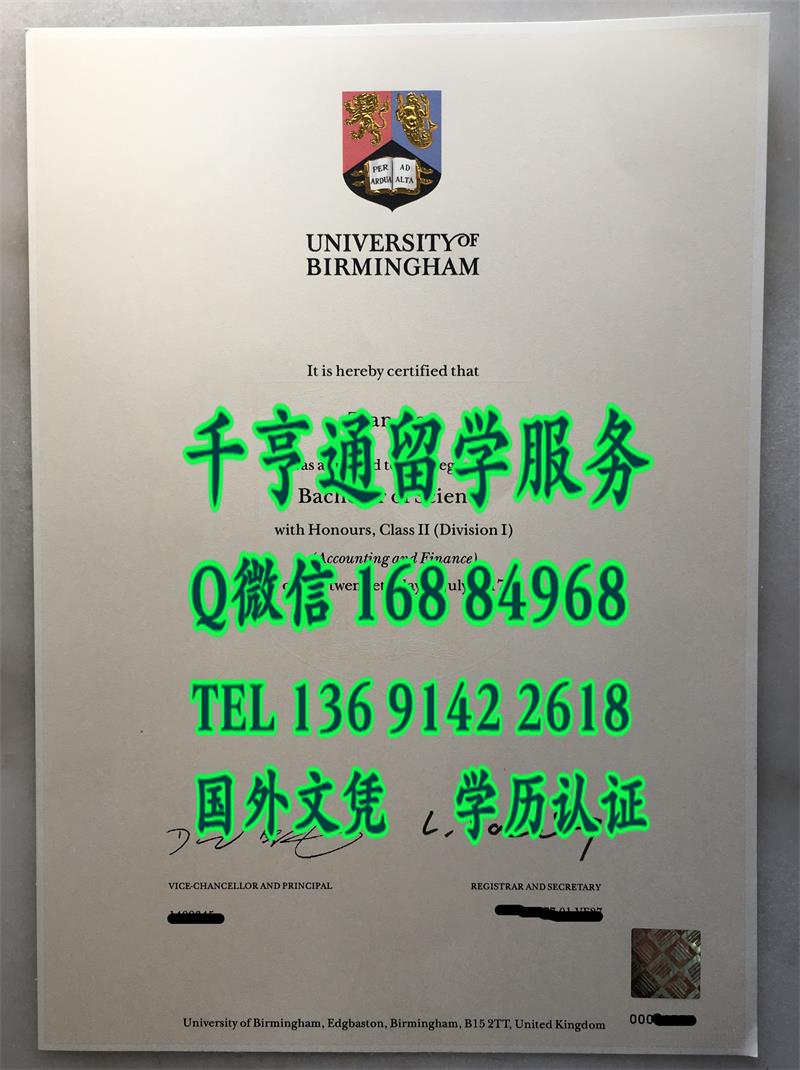 PER AD
ARDUA ALTA
UNIVERSITY OF
BIRMINGHAM
It is hereby certified that
千亨通留学服务
with Honours, Class II (Division I)
(Accounting and Finance)
Q微信 168 84968
TEL 136 9142 2618
国外文凭 学历认证
VICE-CHANCELLOR AND PRINCIPAL
REGISTRAR AND SECRETARY
University of Birmingham, Edgbaston, Birmingham, B15 2TT, United Kingdom
000